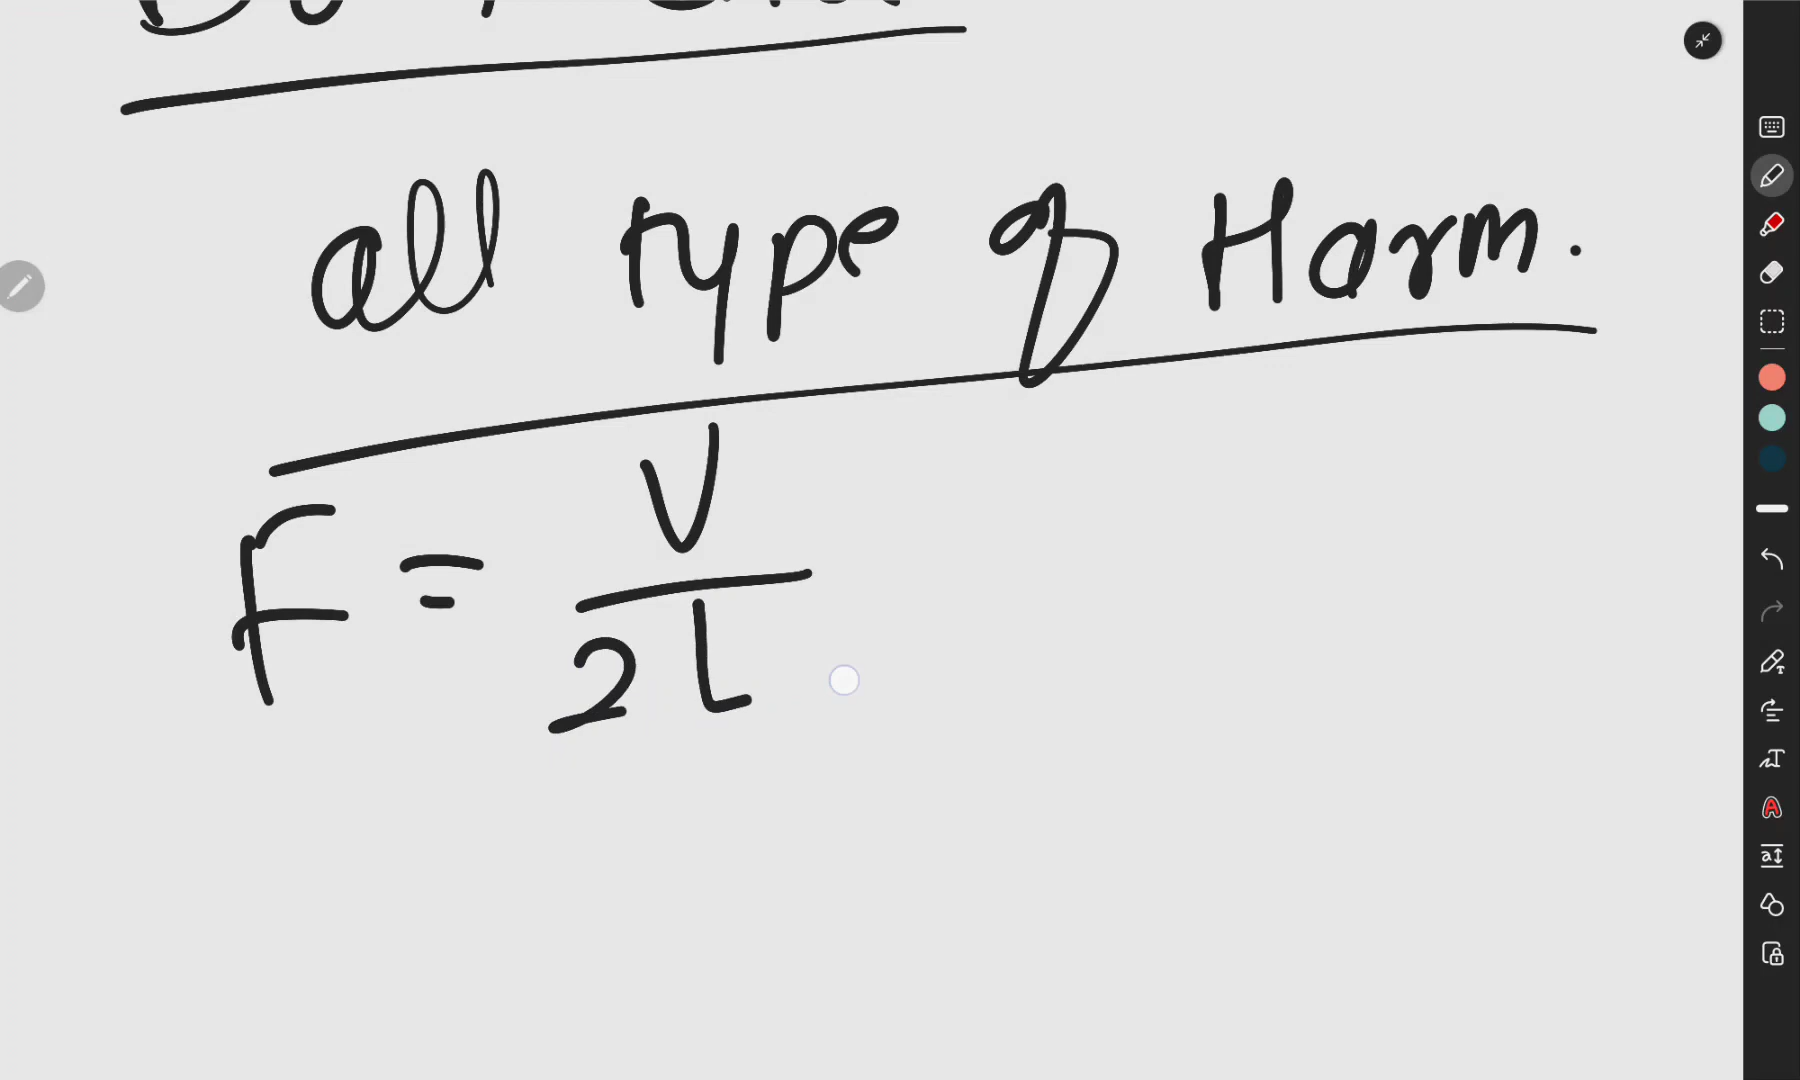 all type of Harm.
F = V / 2L